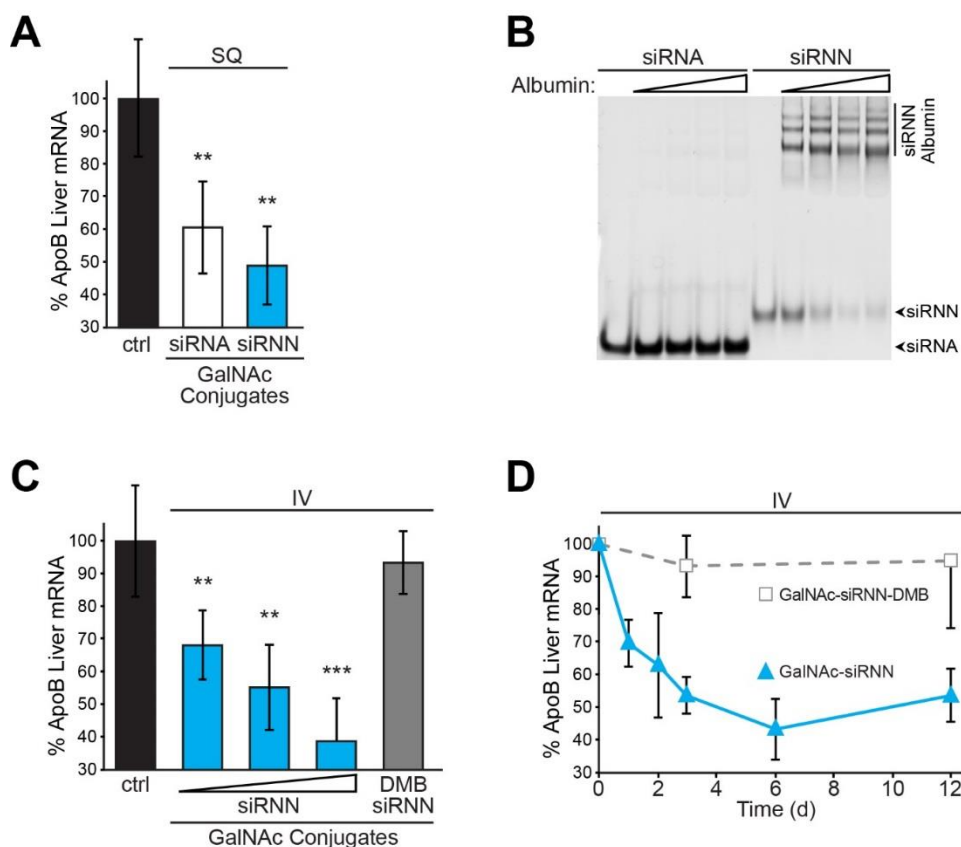 A
SQ
% ApoB Liver mRNA
100
90
80
70
60
50
40
30
**
**
ctrl
siRNA siRNN
GalNAc
Conjugates
B
siRNA siRNN
Albumin:
siRNN
Albumin
siRNN
siRNA
C
IV
% ApoB Liver mRNA
100
90
80
70
60
50
40
30
**
**
***
ctrl
siRNN
DMB
siRNN
GalNAc Conjugates
D
IV
% ApoB Liver mRNA
100
90
80
70
60
50
40
30
GalNAc-siRNN-DMB
GalNAc-siRNN
0 2 4 6 8 10 12
Time (d)